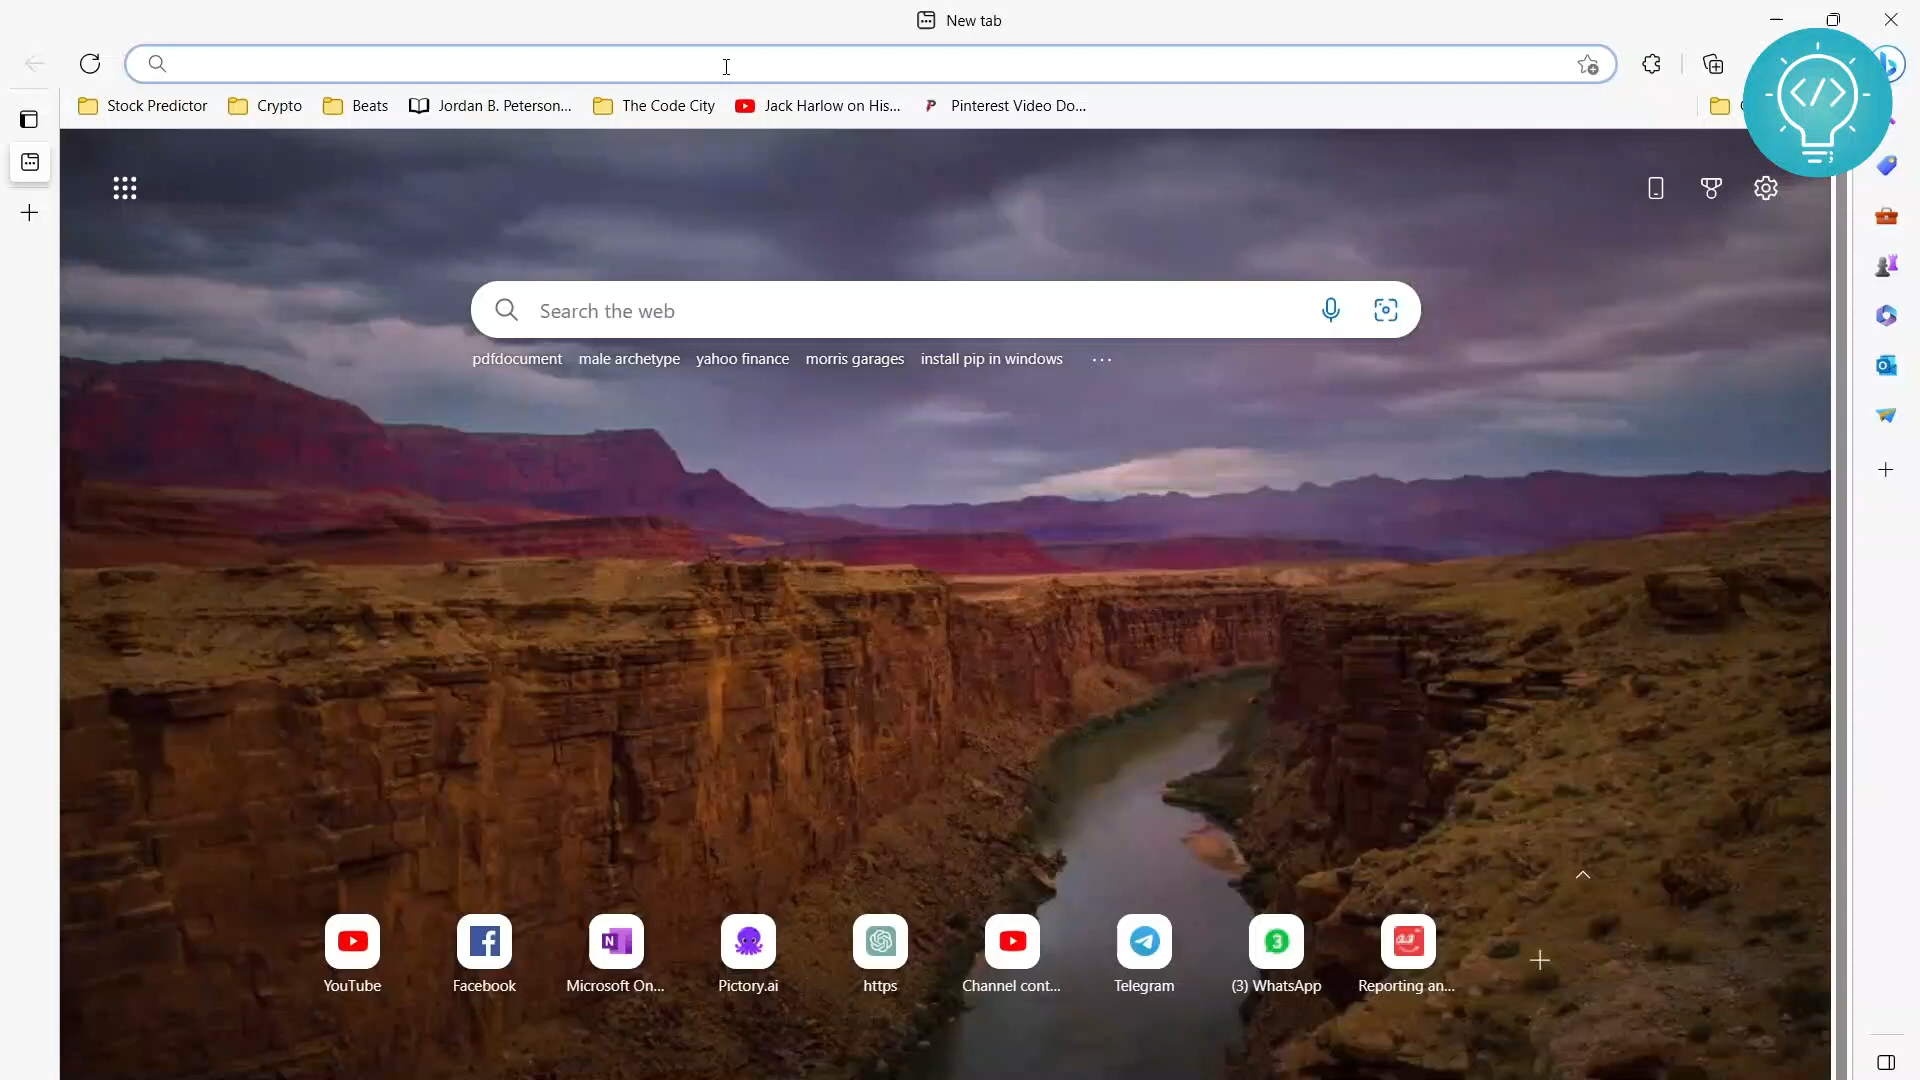 New tab
Stock Predictor Crypto Beats Jordan B. Peterson... The Code City Jack Harlow on His... Pinterest Video Do...
Search the web
pdfdocument male archetype yahoo finance morris garages install pip in windows ...
YouTube Facebook Microsoft On... Pictory.ai https Channel cont... Telegram (3) WhatsApp Reporting an...